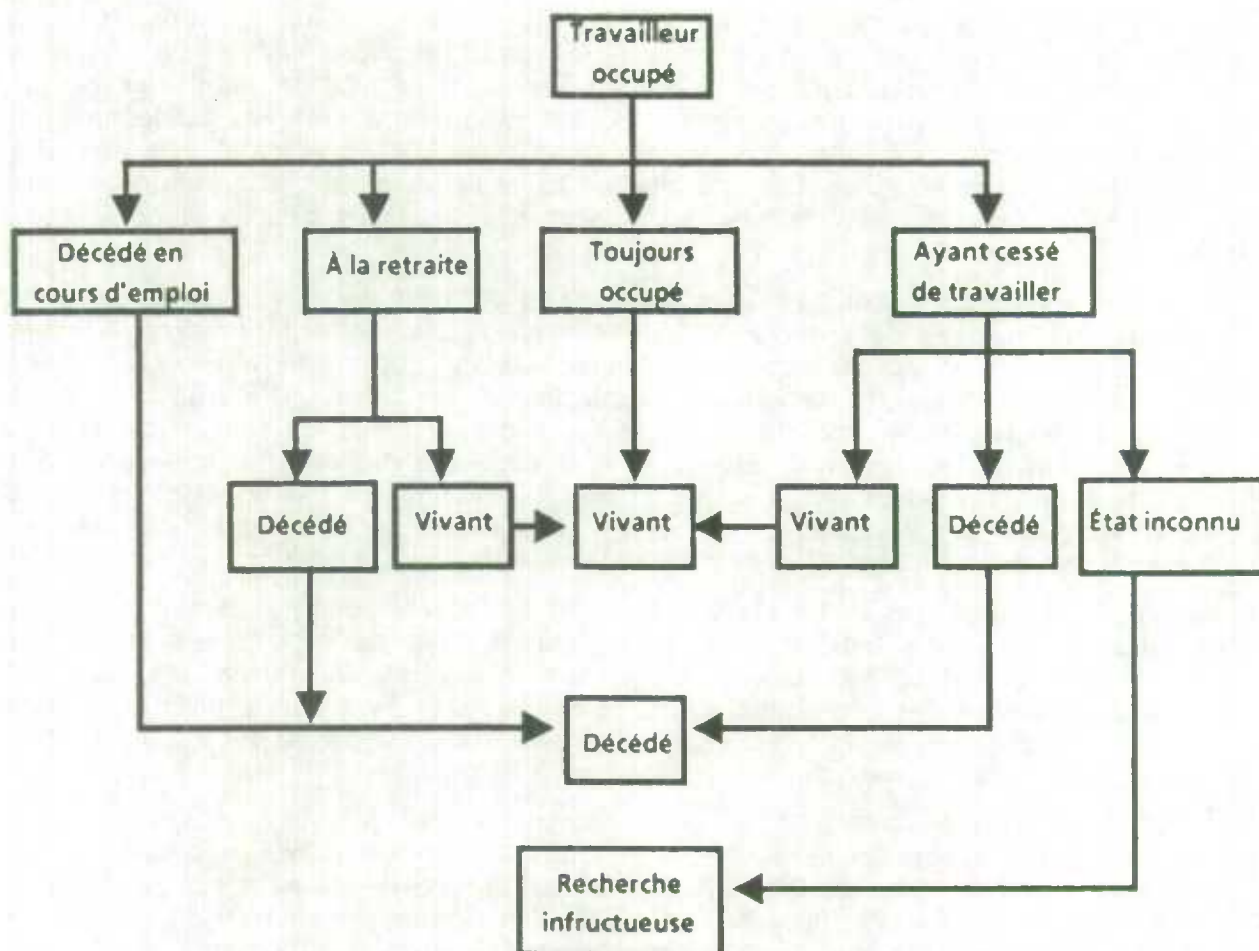 Travailleur
occupé
Décédé en
cours d'emploi
À la retraite
Toujours
occupé
Ayant cessé
de travailler
Décédé
Vivant
Vivant
Vivant
Décédé
État inconnu
Décédé
Recherche
infructueuse